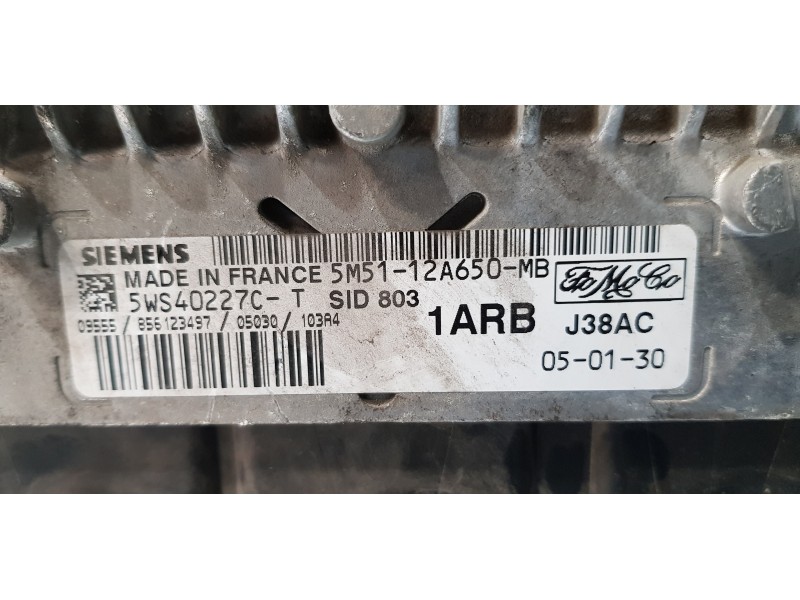 SIEMENS
MADE IN FRANCE 5M51-12A650-MB
FoMoCo
5WS40227C-T SID 803
09555 / 856123497 / 05030 / 103A4
1ARB J38AC
05-01-30